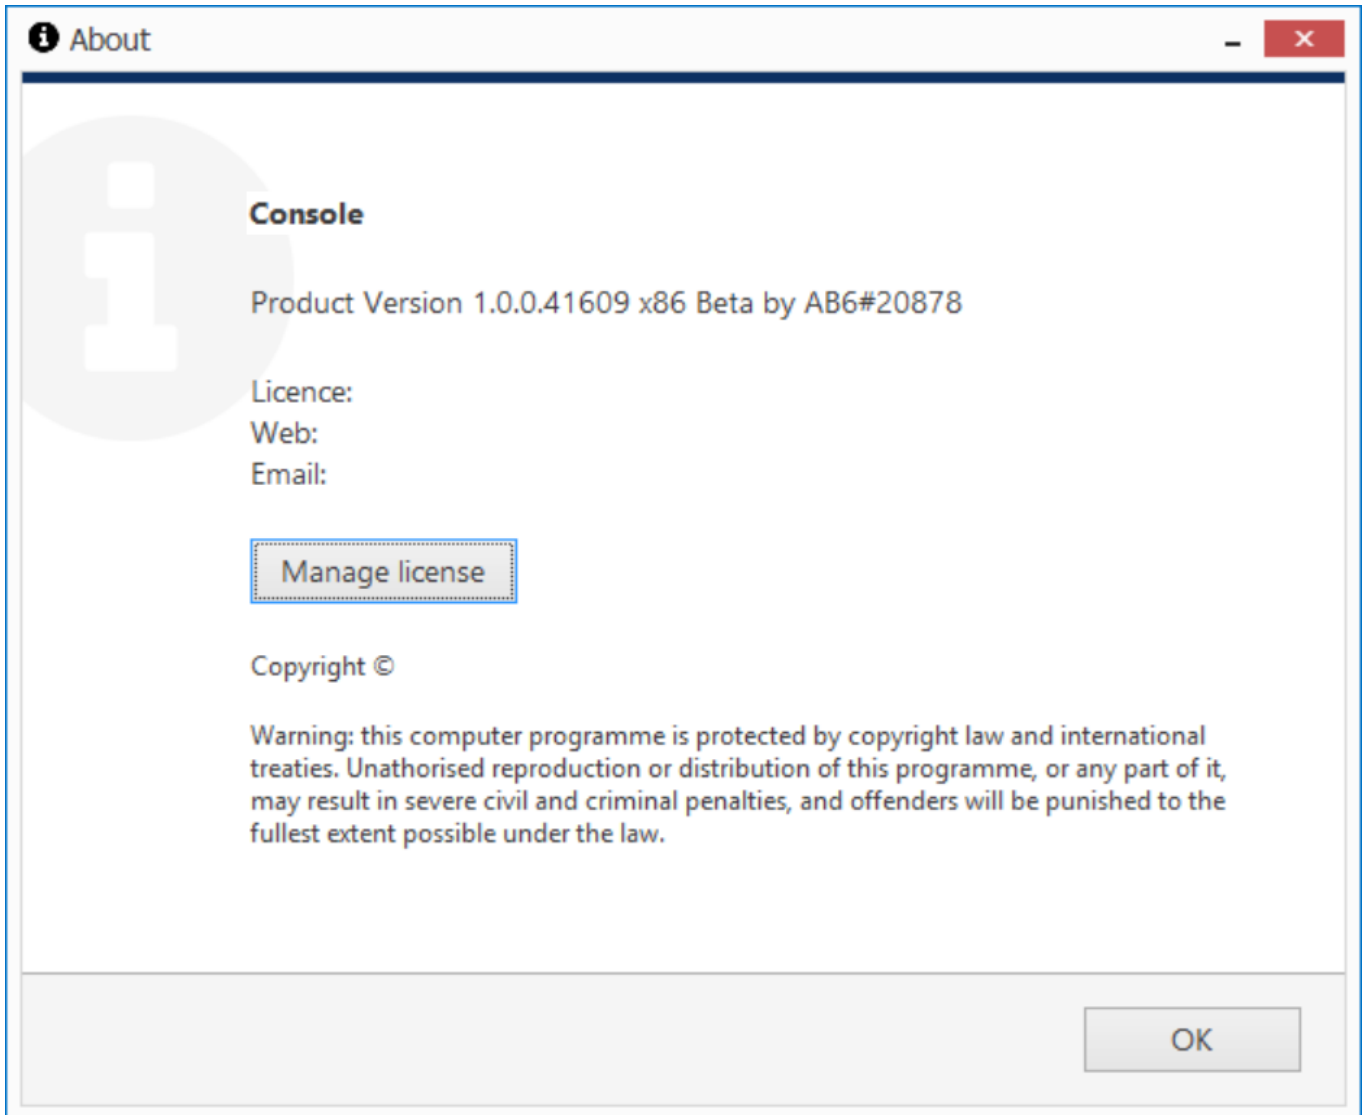 About
Console
Product Version 1.0.0.41609 x86 Beta by AB6#20878
Licence:
Web:
Email:
Manage license
Copyright ©
Warning: this computer programme is protected by copyright law and international
treaties. Unathorised reproduction or distribution of this programme, or any part of it,
may result in severe civil and criminal penalties, and offenders will be punished to the
fullest extent possible under the law.
OK